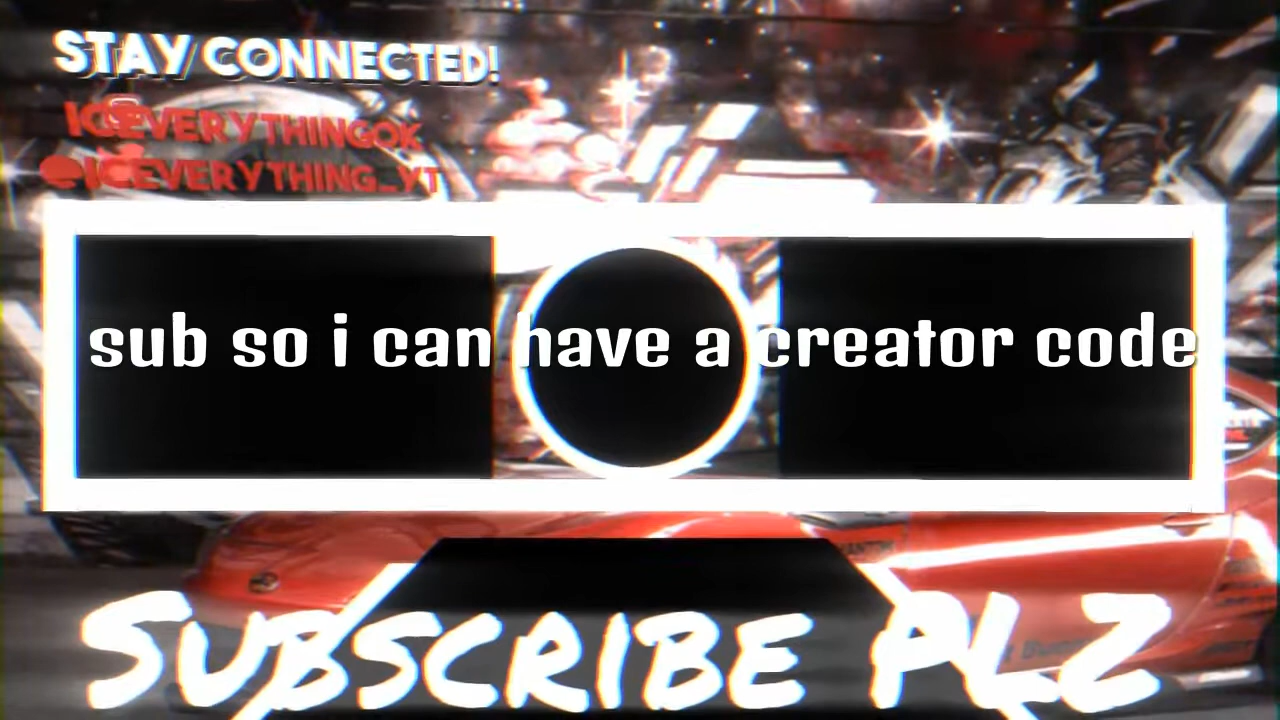 STAY CONNECTED!
ICEVERYTHINGOK
ICEVERYTHING_YT
sub so i can have a creator code
SUBSCRIBE PLZ